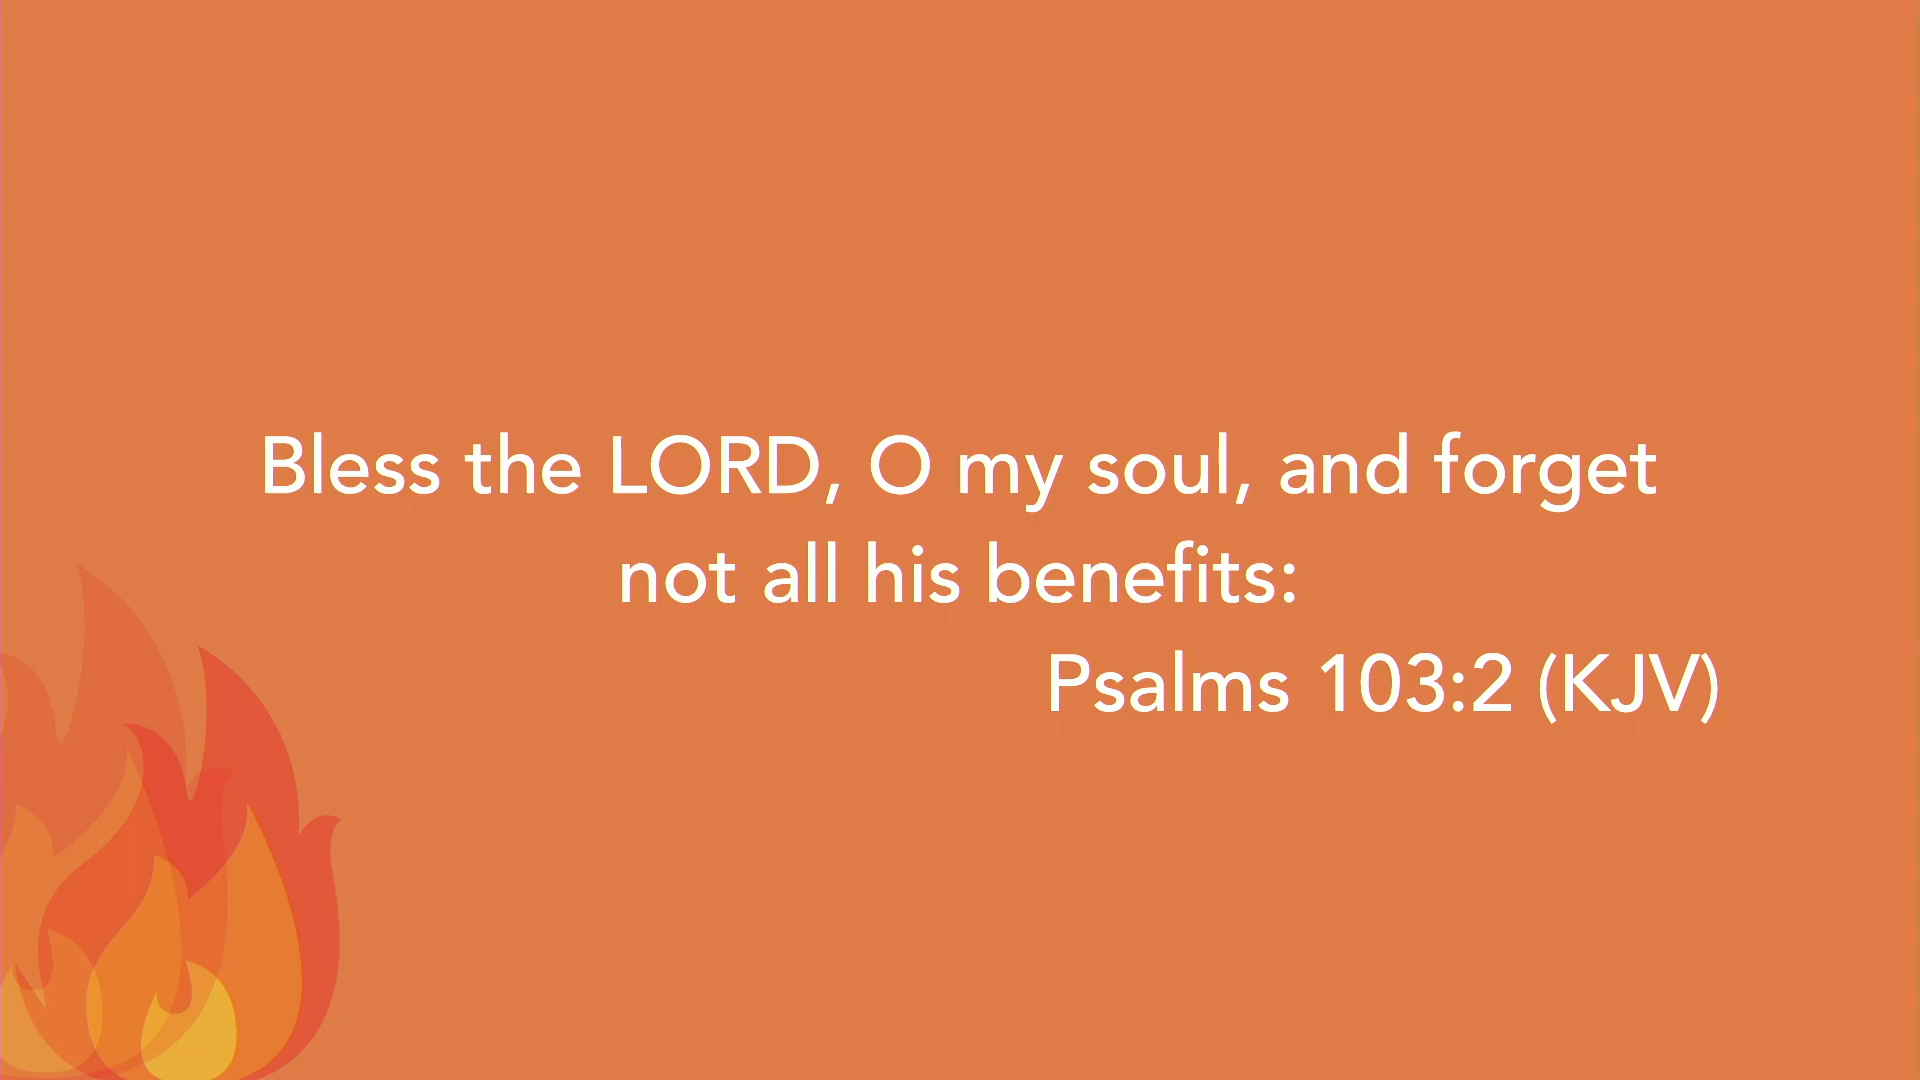 Bless the LORD, O my soul, and forget
not all his benefits:
Psalms 103:2 (KJV)